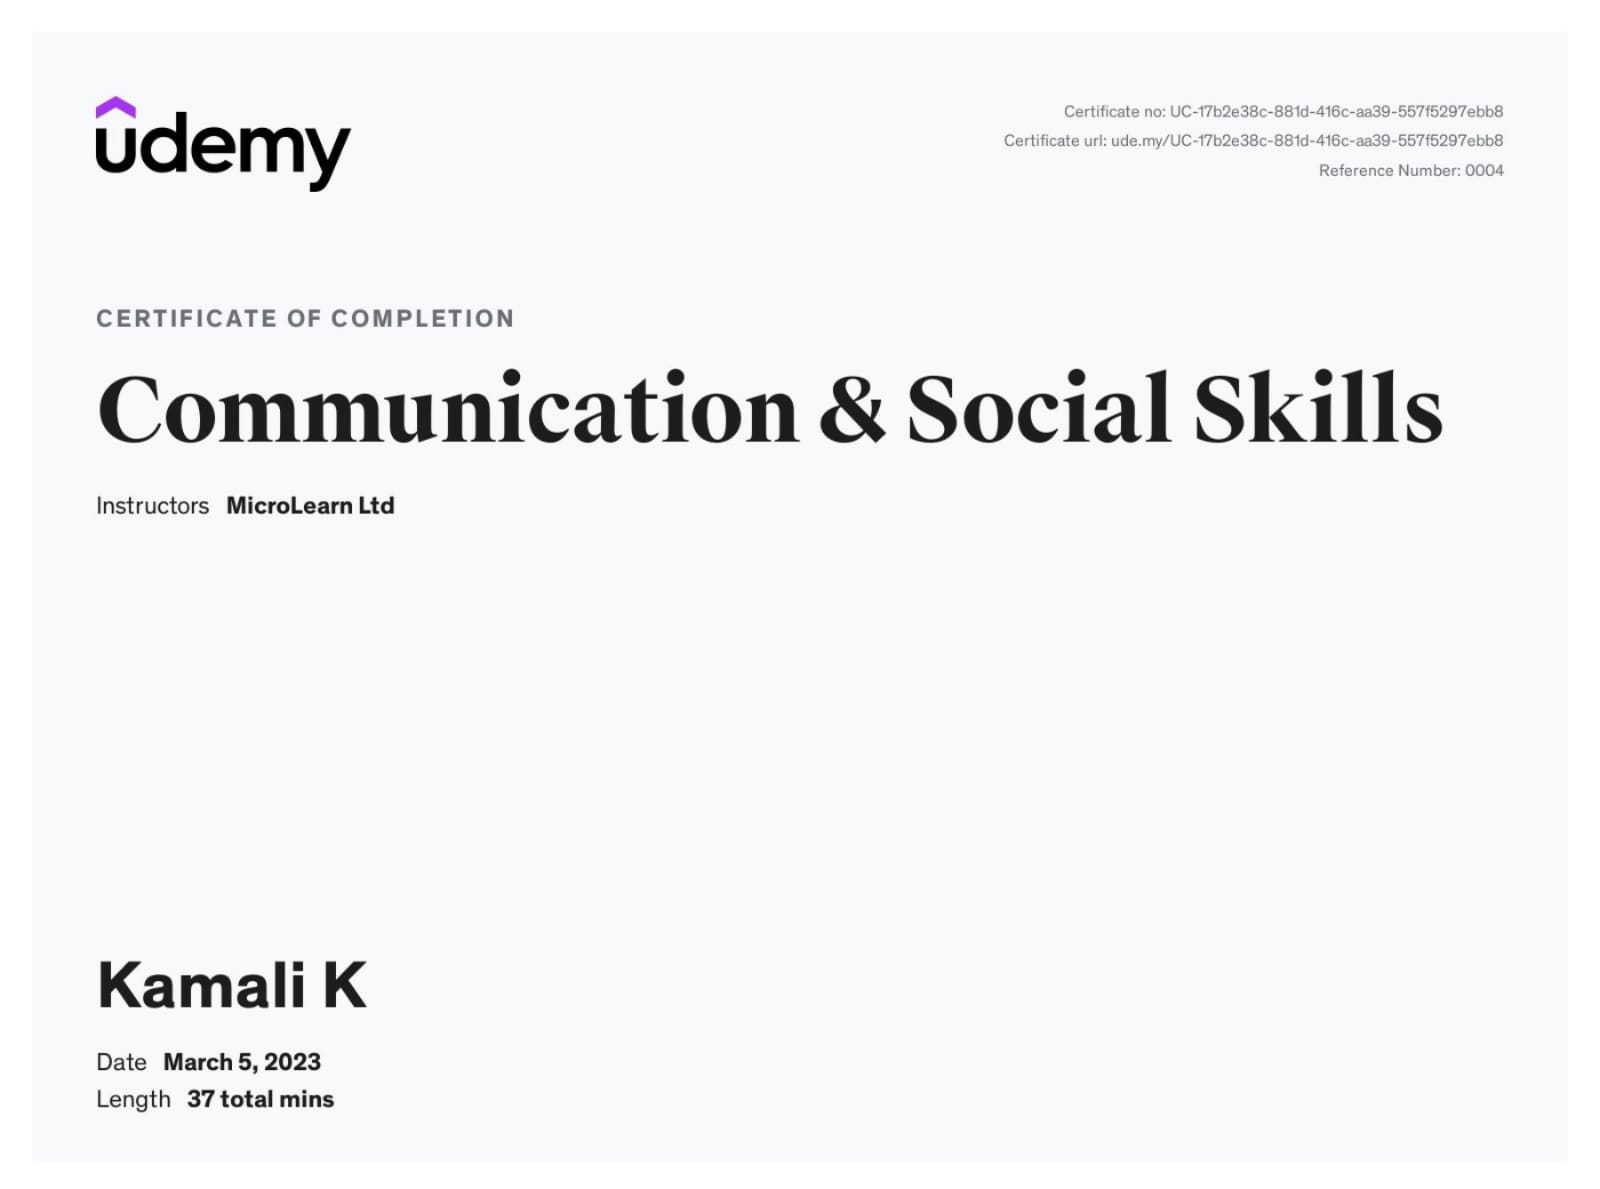 udemy
Certificate no: UC-17b2e38c-881d-416c-aa39-557f5297ebb8
Certificate url: ude.my/UC-17b2e38c-881d-416c-aa39-557f5297ebb8
Reference Number: 0004
CERTIFICATE OF COMPLETION
Communication & Social Skills
Instructors MicroLearn Ltd
Kamali K
Date March 5, 2023
Length 37 total mins